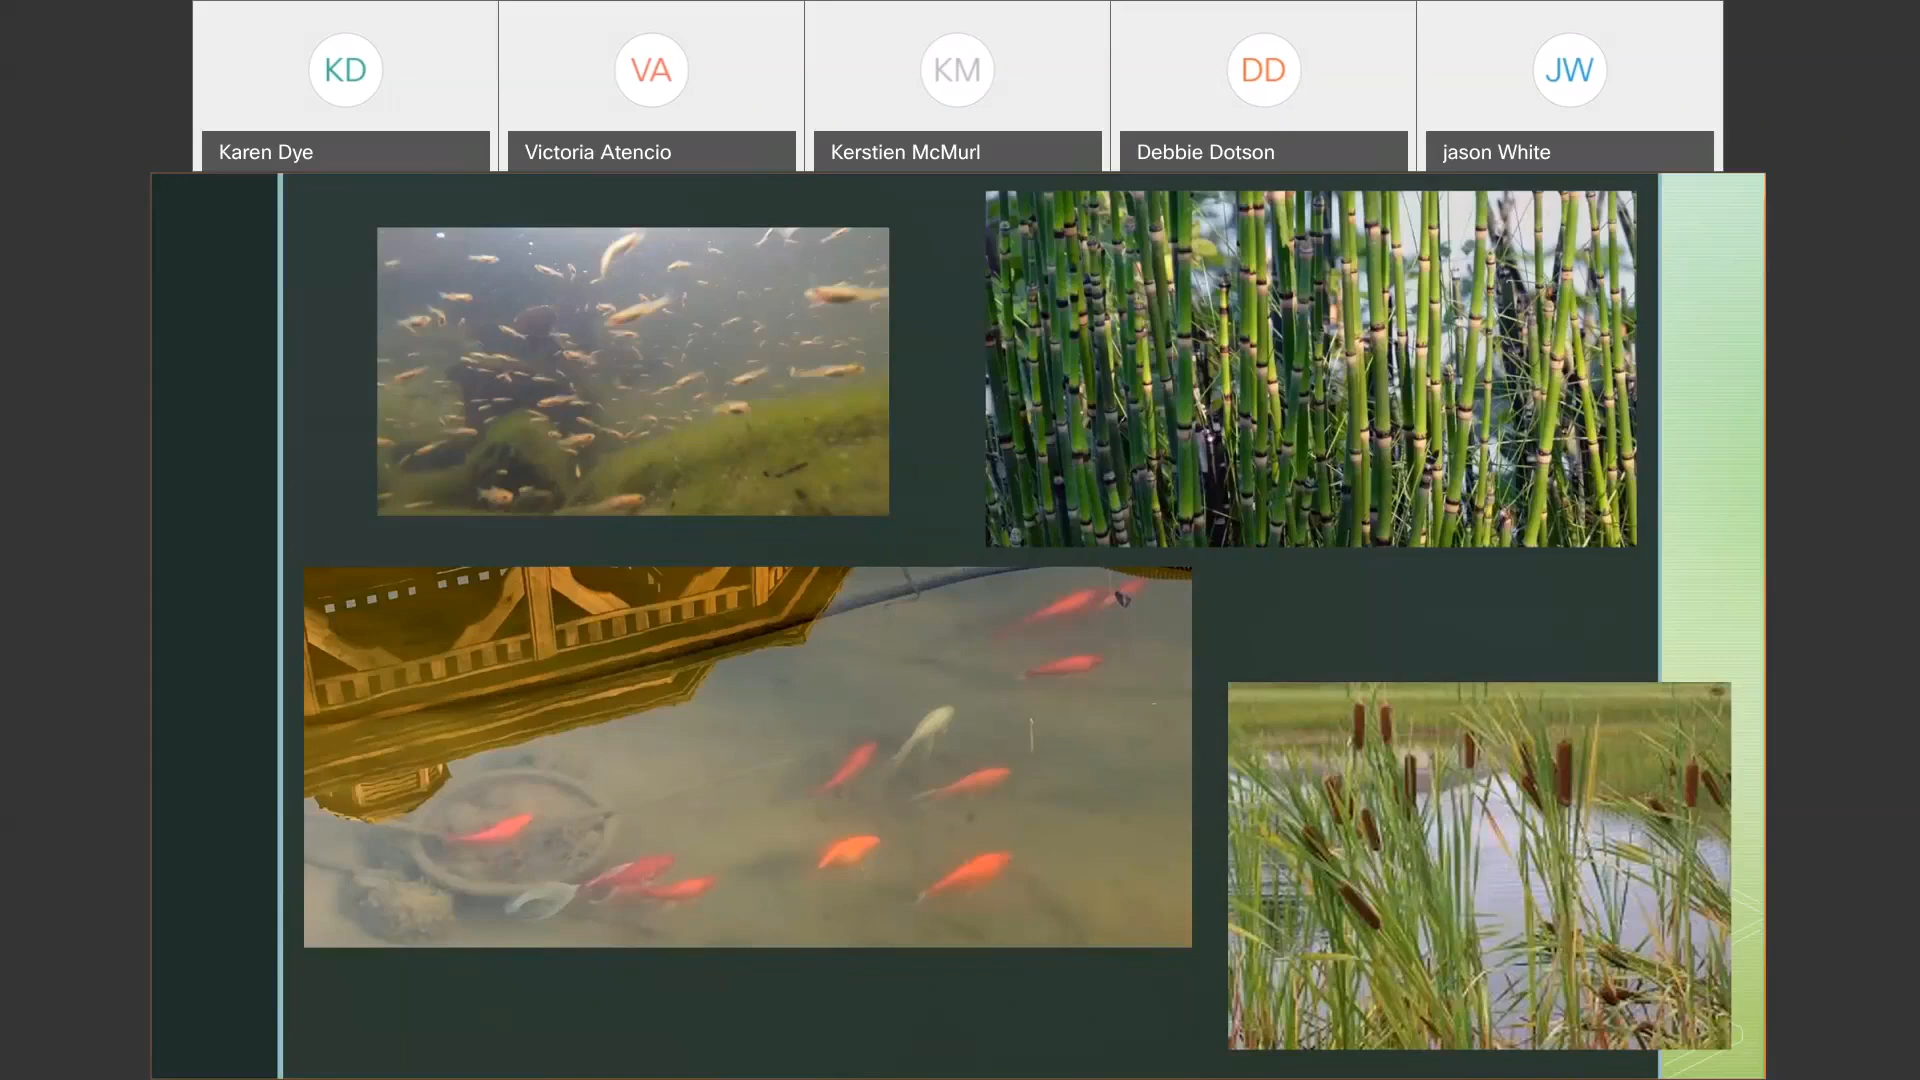 KD
VA
KM
DD
JW
Karen Dye
Victoria Atencio
Kerstien McMurl
Debbie Dotson
jason White